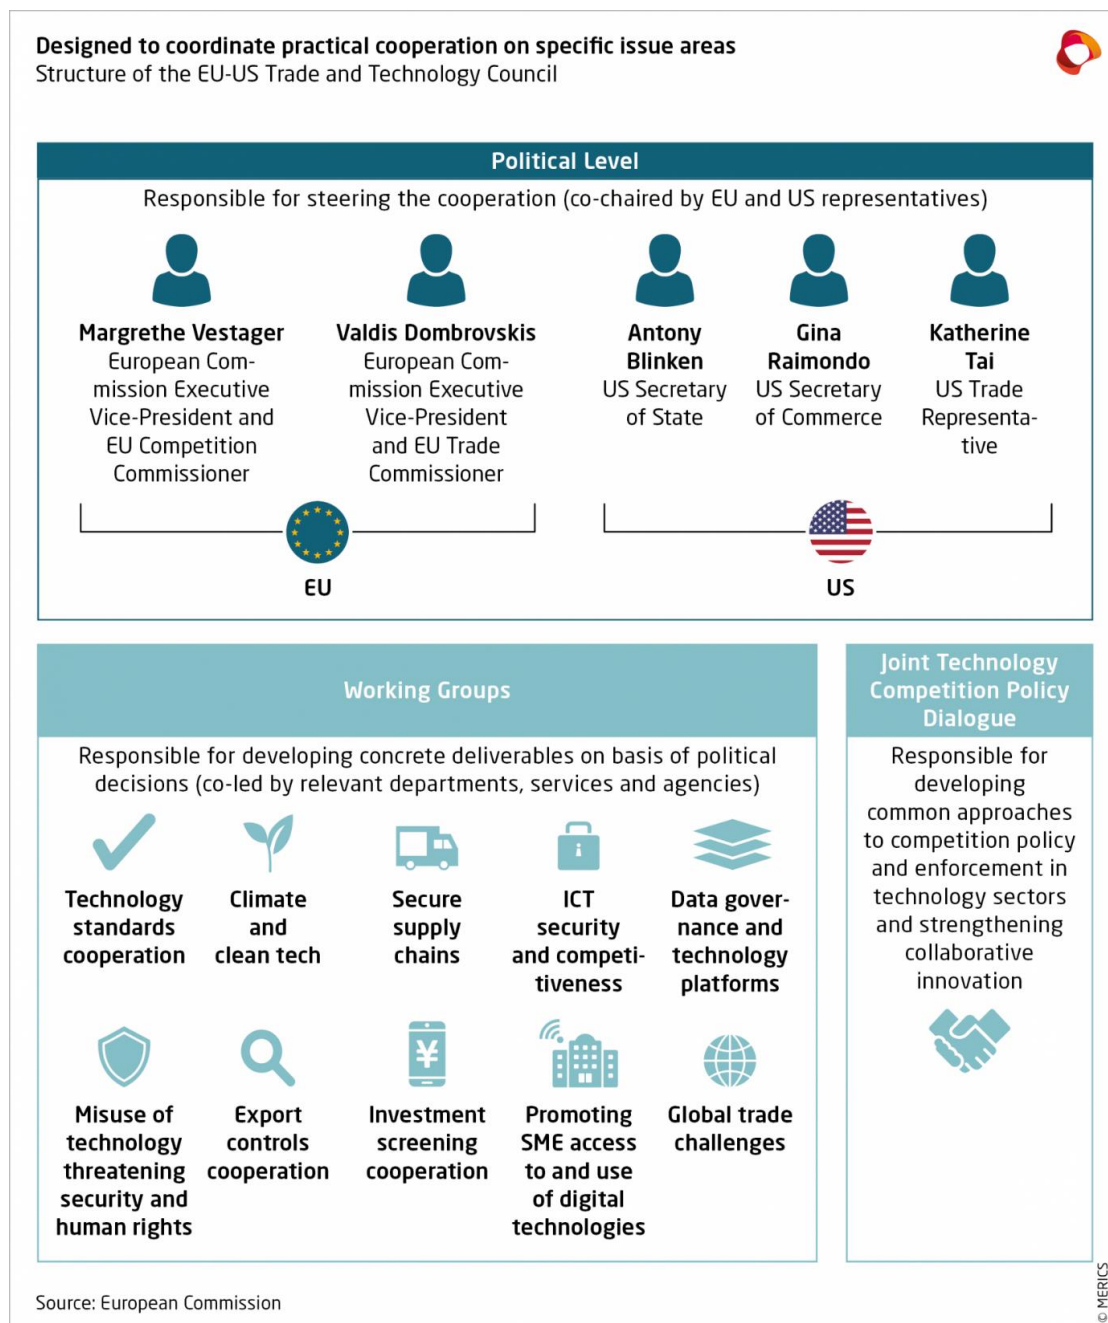 Designed to coordinate practical cooperation on specific issue areas
Structure of the EU-US Trade and Technology Council
Political Level
Responsible for steering the cooperation (co-chaired by EU and US representatives)
Margrethe Vestager
European Com-
mission Executive
Vice-President and
EU Competition
Commissioner
Valdis Dombrovskis
European Com-
mission Executive
Vice-President
and EU Trade
Commissioner
Antony
Blinken
US Secretary
of State
Gina
Raimondo
US Secretary
of Commerce
Katherine
Tai
US Trade
Representa-
tive
EU
US
Working Groups
Responsible for developing concrete deliverables on basis of political
decisions (co-led by relevant departments, services and agencies)
Technology
standards
cooperation
Climate
and
clean tech
Secure
supply
chains
ICT
security
and competi-
tiveness
Data gover-
nance and
technology
platforms
Misuse of
technology
threatening
security and
human rights
Export
controls
cooperation
¥
Investment
screening
cooperation
Promoting
SME access
to and use
of digital
technologies
Global trade
challenges
Joint Technology
Competition Policy
Dialogue
Responsible for
developing
common approaches
to competition policy
and enforcement in
technology sectors
and strengthening
collaborative
innovation
Source: European Commission
© MERICS